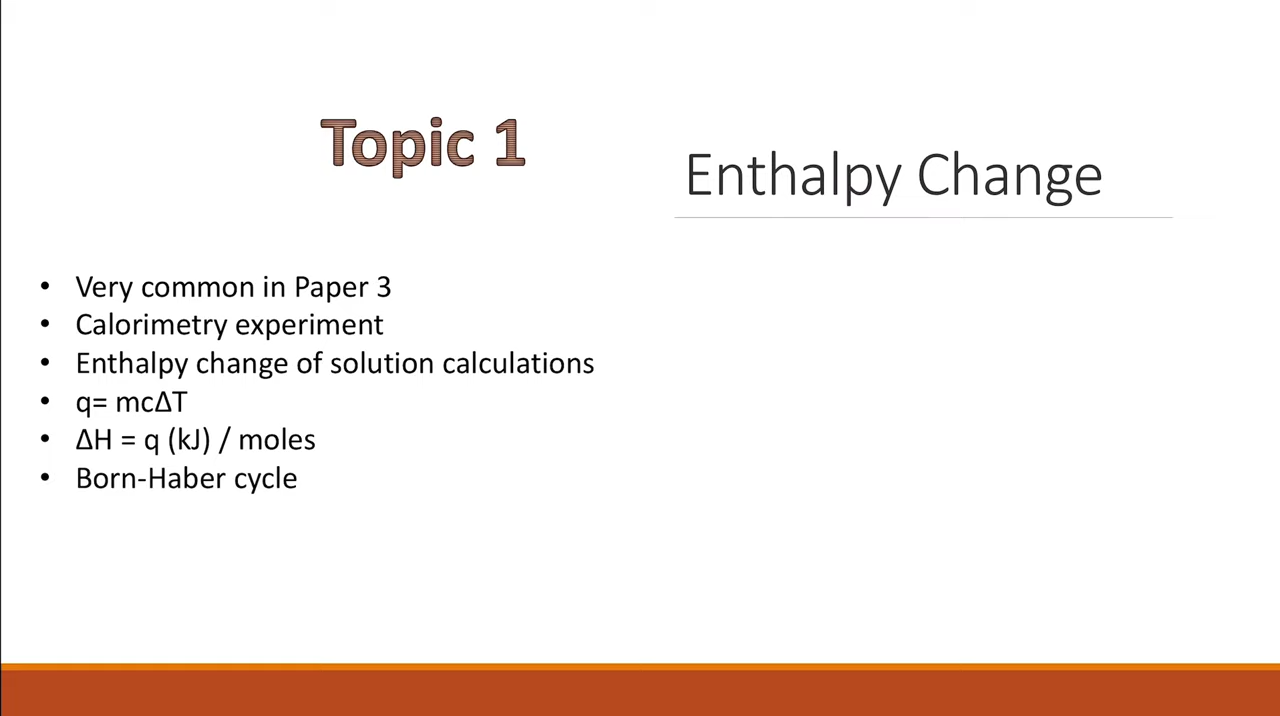 Topic 1
Enthalpy Change
• Very common in Paper 3
• Calorimetry experiment
• Enthalpy change of solution calculations
• q= mcΔT
• ΔH = q (kJ) / moles
• Born-Haber cycle